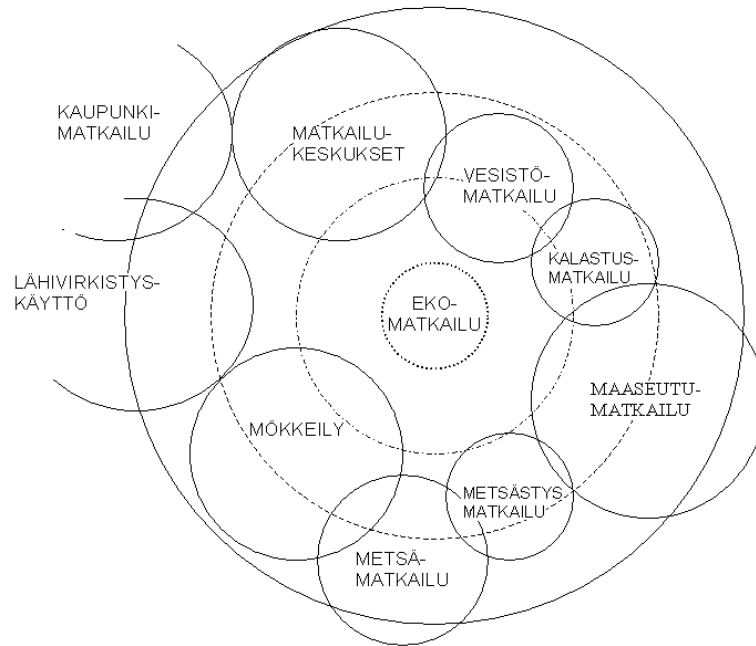 KAUPUNKI-
MATKAILU
MATKAILU-
KESKUKSET
VESISTÖ-
MATKAILU
KALASTUS-
MATKAILU
LÄHIVIRKISTYS-
KÄYTTÖ
EKO-
MATKAILU
MAASEUTU-
MATKAILU
MÖKKEILY
METSÄSTYS
MATKAILU
METSÄ-
MATKAILU